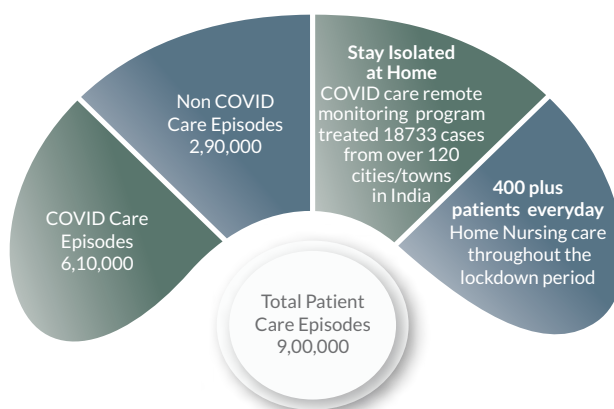 COVID Care
Episodes
6,10,000
Non COVID
Care Episodes
2,90,000
Stay Isolated
at Home
COVID care remote
monitoring program
treated 18733 cases
from over 120
cities/towns
in India
400 plus
patients everyday
Home Nursing care
throughout the
lockdown period
Total Patient
Care Episodes
9,00,000